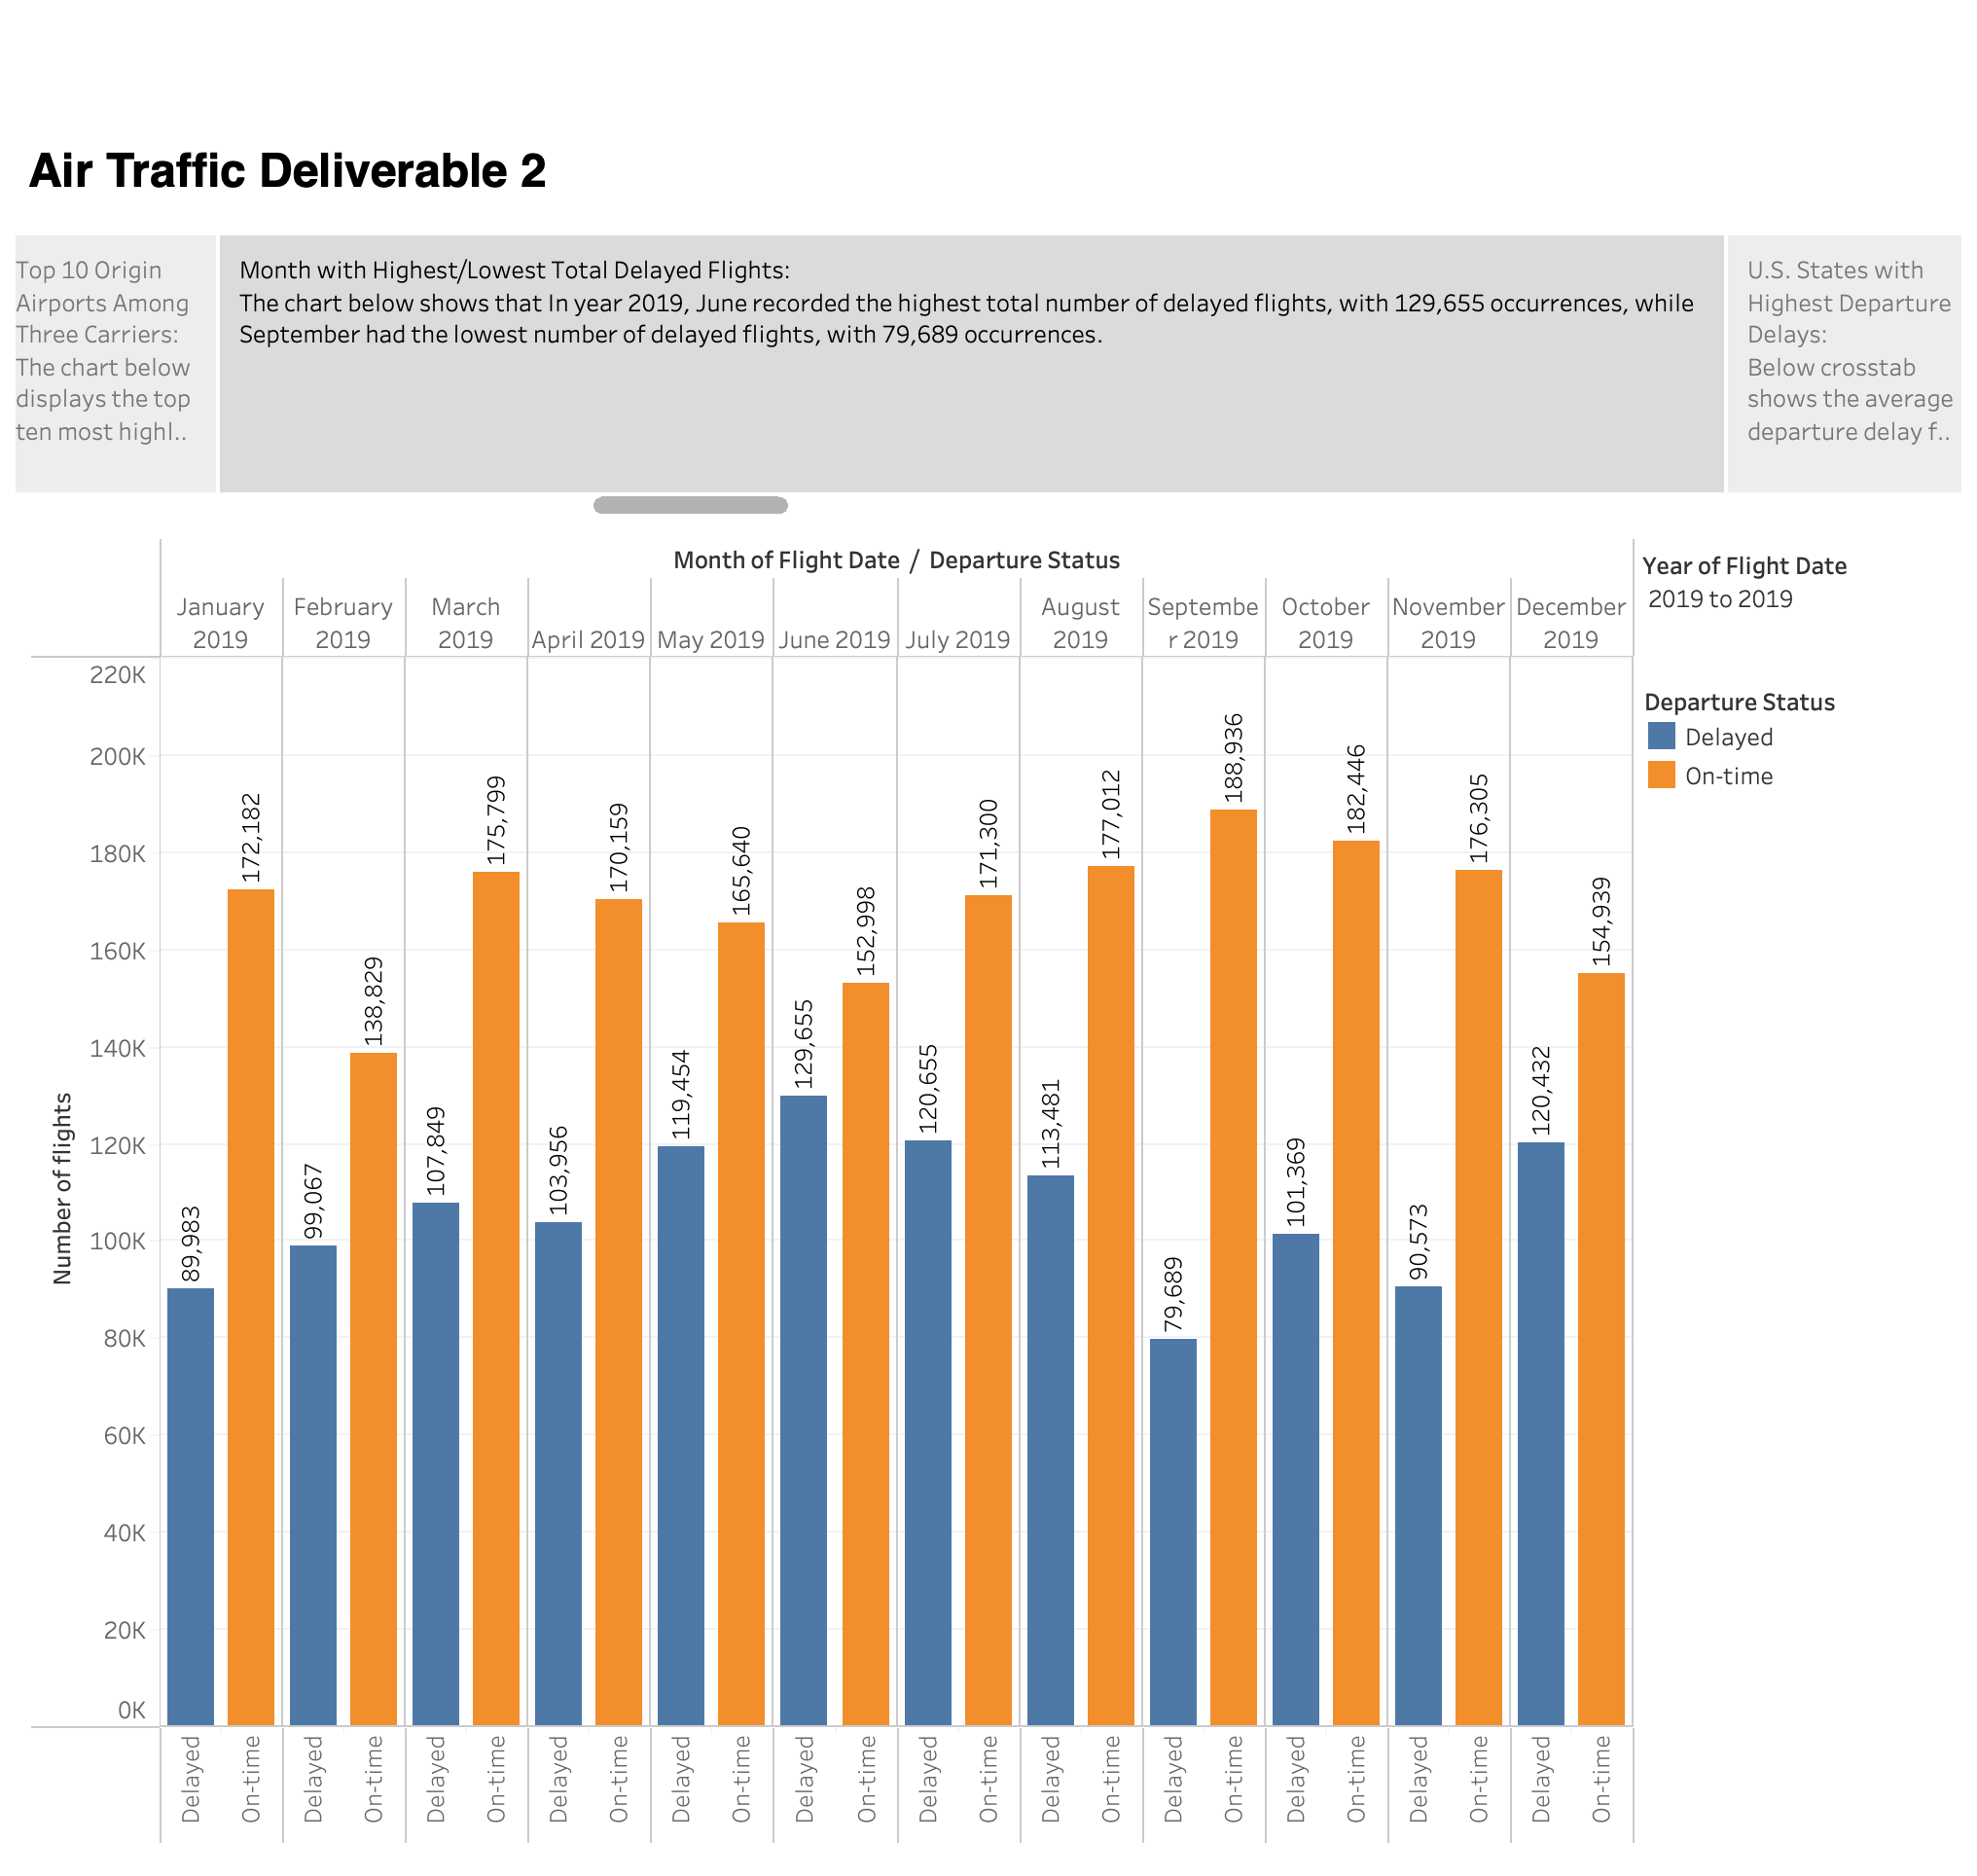 Air Traffic Deliverable 2
Top 10 Origin
Airports Among
Three Carriers:
The chart below
displays the top
ten most highl..
Month with Highest/Lowest Total Delayed Flights:
The chart below shows that In year 2019, June recorded the highest total number of delayed flights, with 129,655 occurrences, while
September had the lowest number of delayed flights, with 79,689 occurrences.
U.S. States with
Highest Departure
Delays:
Below crosstab
shows the average
departure delay f..
Month of Flight Date / Departure Status
January
2019
February
2019
March
2019
April 2019
May 2019
June 2019
July 2019
August
2019
Septembe
r 2019
October
2019
November
2019
December
2019
Year of Flight Date
2019 to 2019
Departure Status
Delayed
On-time
Number of flights
220K
200K
180K
160K
140K
120K
100K
80K
60K
40K
20K
0K
89,983
172,182
99,067
138,829
107,849
175,799
103,956
170,159
119,454
165,640
129,655
152,998
120,655
171,300
113,481
177,012
79,689
188,936
101,369
182,446
90,573
176,305
120,432
154,939
Delayed
On-time
Delayed
On-time
Delayed
On-time
Delayed
On-time
Delayed
On-time
Delayed
On-time
Delayed
On-time
Delayed
On-time
Delayed
On-time
Delayed
On-time
Delayed
On-time
Delayed
On-time